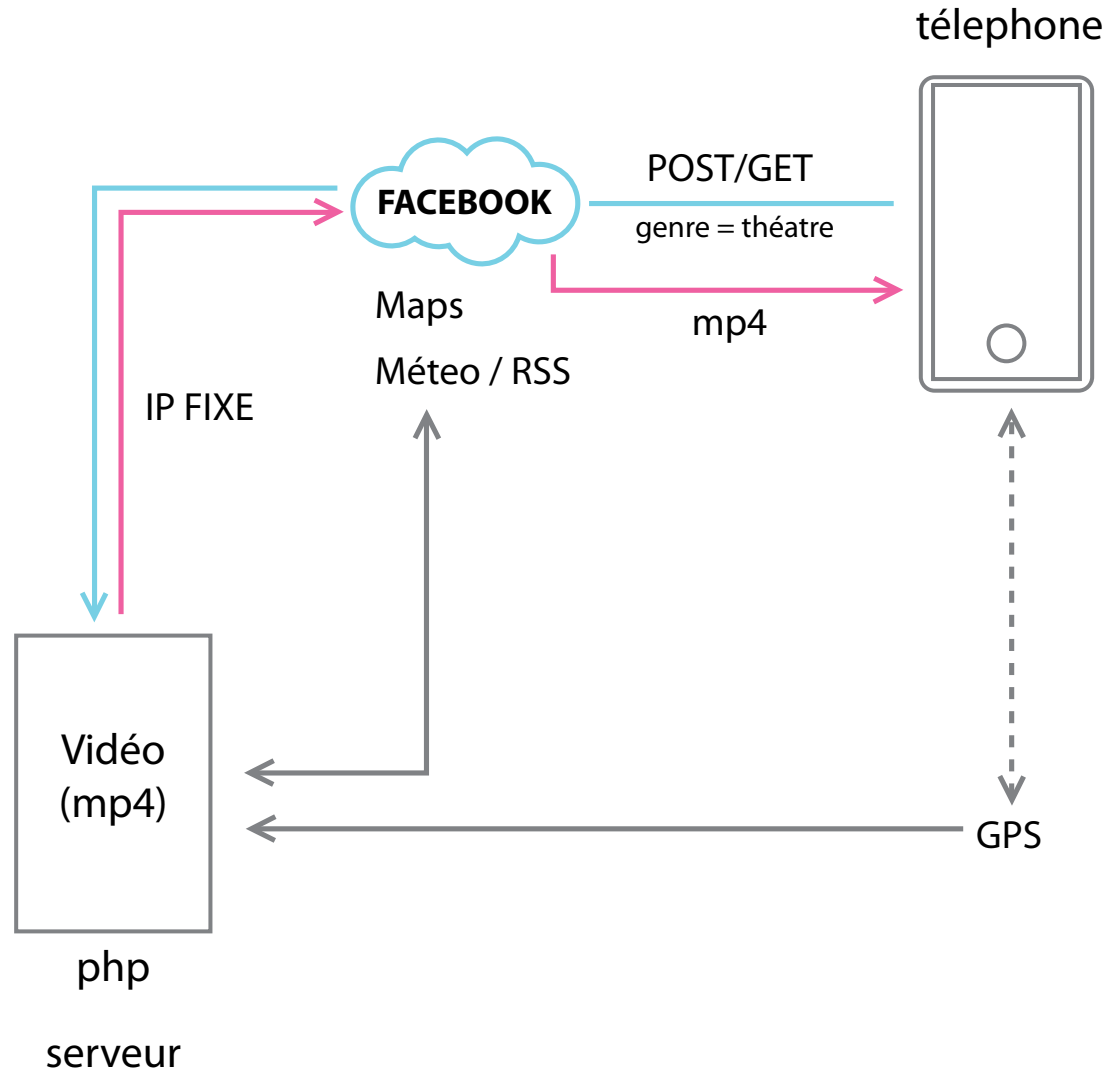 télephone
POST/GET
FACEBOOK
genre = théatre
Maps
mp4
Méteo / RSS
IP FIXE
Vidéo
(mp4)
GPS
php
serveur